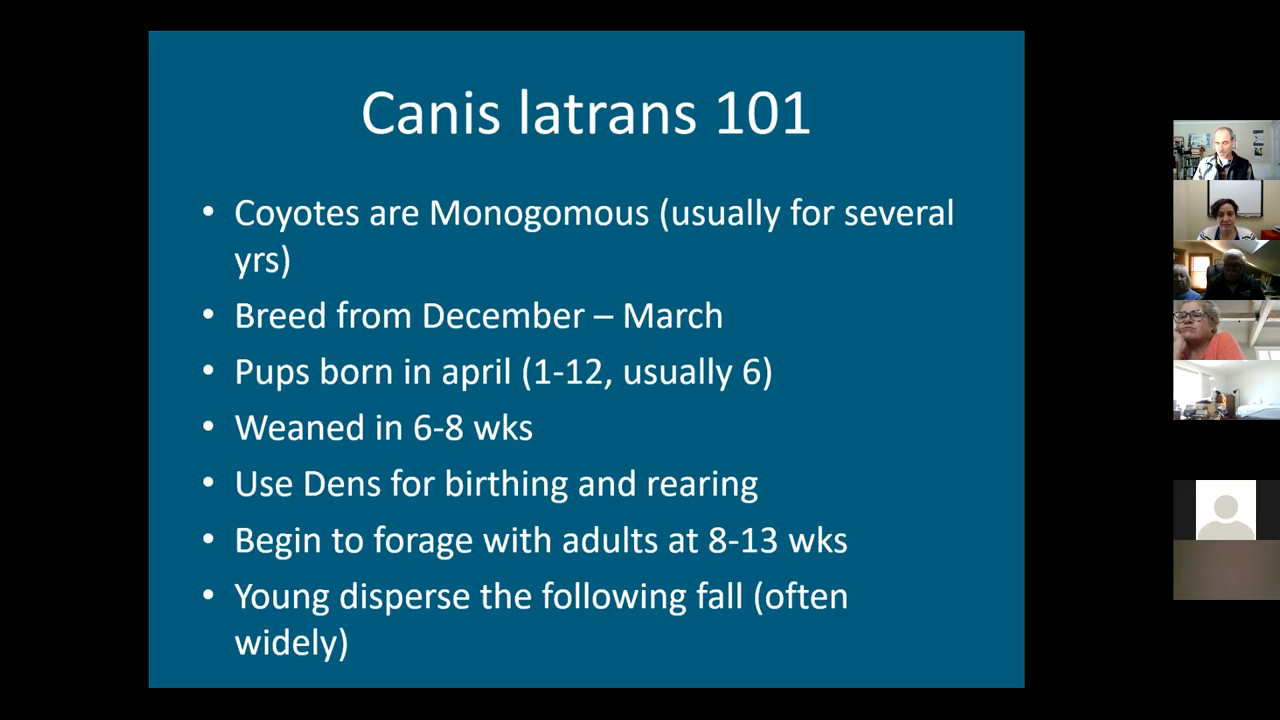 Canis latrans 101
• Coyotes are Monogomous (usually for several
yrs)
• Breed from December – March
• Pups born in april (1-12, usually 6)
• Weaned in 6-8 wks
• Use Dens for birthing and rearing
• Begin to forage with adults at 8-13 wks
• Young disperse the following fall (often
widely)